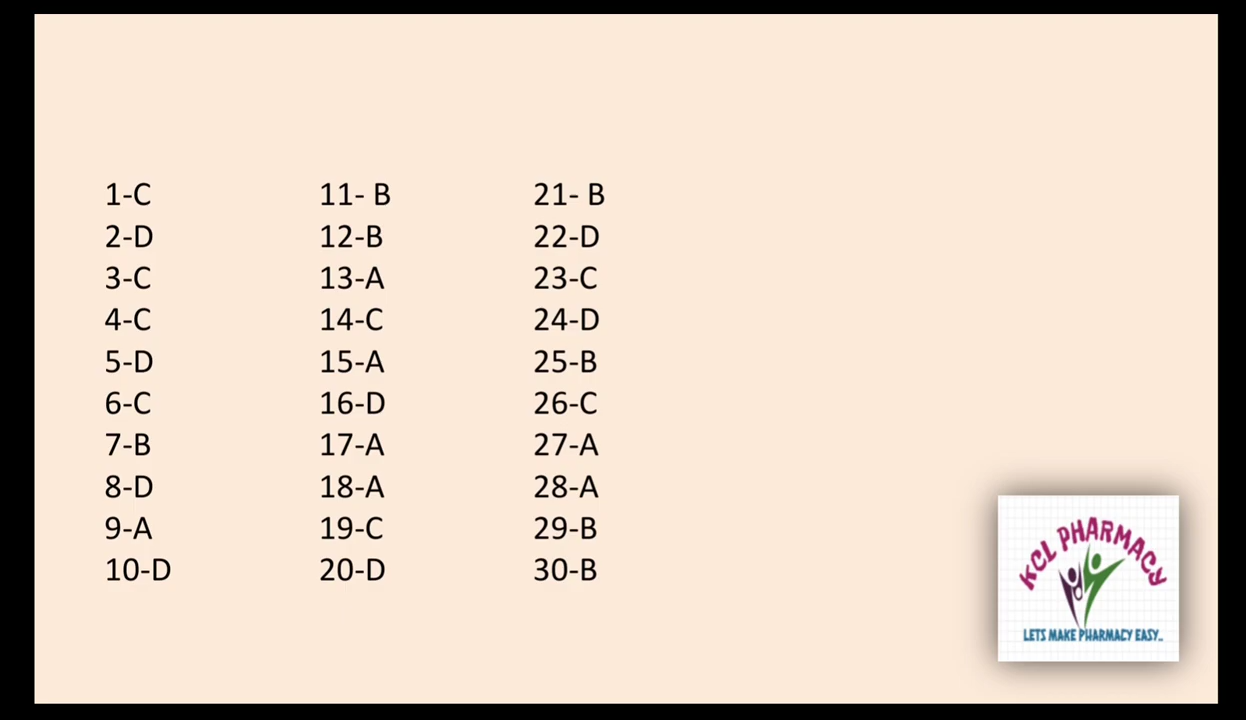 1-C
2-D
3-C
4-C
5-D
6-C
7-B
8-D
9-A
10-D
11- B
12-B
13-A
14-C
15-A
16-D
17-A
18-A
19-C
20-D
21- B
22-D
23-C
24-D
25-B
26-C
27-A
28-A
29-B
30-B
KCL PHARMACY
LETS MAKE PHARMACY EASY..